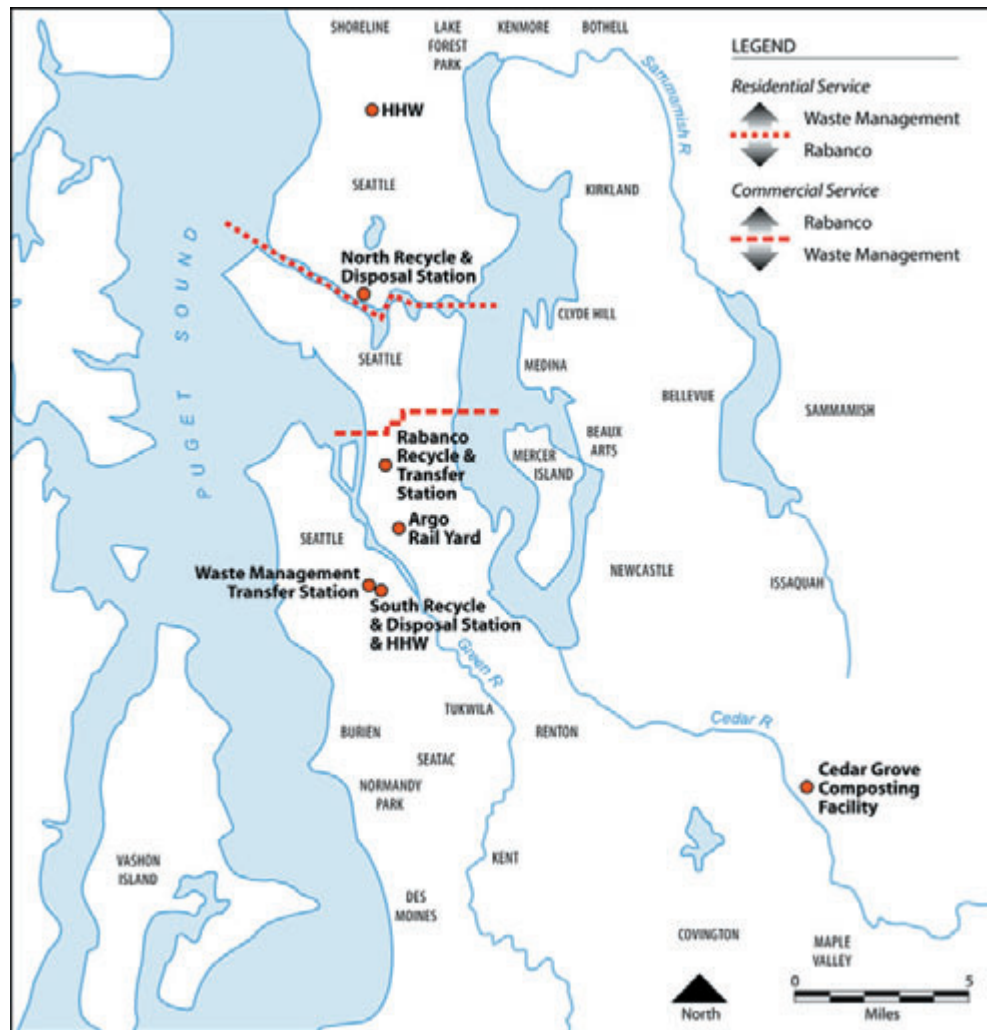 SHORELINE
LAKE
FOREST
PARK
KENMORE
BOTHELL
Sammamish R
LEGEND
Residential Service
Waste Management
Rabanco
Commercial Service
Rabanco
Waste Management
HHW
SEATTLE
KIRKLAND
PUGET SOUND
North Recycle &
Disposal Station
CLYDE HILL
SEATTLE
MEDINA
BELLEVUE
SAMMAMISH
BEAUX
ARTS
MERCER
ISLAND
Rabanco
Recycle &
Transfer
Station
Argo
Rail Yard
SEATTLE
NEWCASTLE
ISSAQUAH
Waste Management
Transfer Station
South Recycle
& Disposal Station
& HHW
Green R
TUKWILA
BURIEN
RENTON
Cedar R
SEATAC
NORMANDY
PARK
Cedar Grove
Composting
Facility
VASHON
ISLAND
KENT
DES
MOINES
COVINGTON
MAPLE
VALLEY
North
0 5
Miles